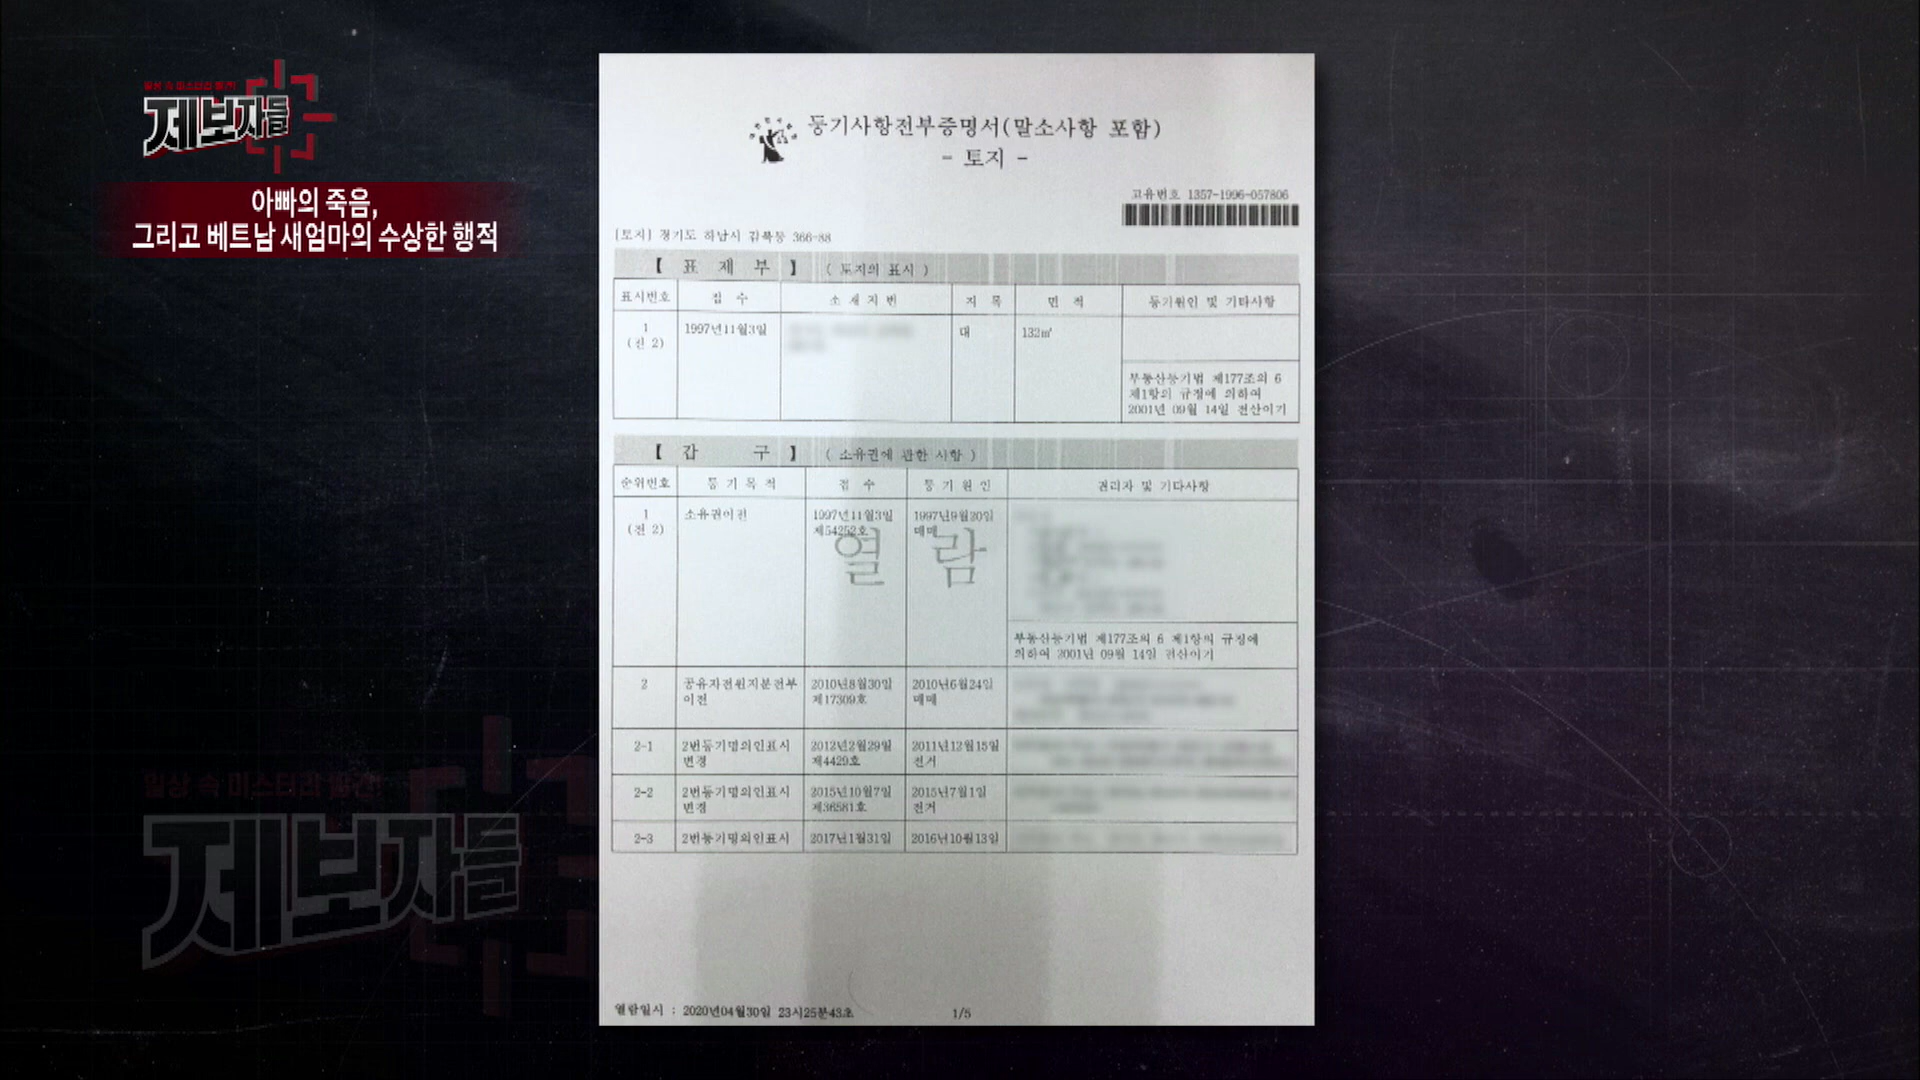 일상 속 미스터리 발견!
제보자들
아빠의 죽음,
그리고 베트남 새엄마의 수상한 행적
등기사항전부증명서(말소사항 포함)
- 토지 -
고유번호 1357-1996-057806
[토지] 경기도 하남시 감북동 366-88
【 표 제 부 】 ( 토지의 표시 )
표시번호 접 수 소 재 지 번 지 목 면 적 등기원인 및 기타사항
1 1997년11월3일 대 132㎡
(전 2)
부동산등기법 제177조의 6
제1항의 규정에 의하여
2001년 09월 14일 전산이기
【 갑 구 】 ( 소유권에 관한 사항 )
순위번호 등 기 목 적 접 수 등 기 원 인 권리자 및 기타사항
1 소유권이전 1997년11월3일 1997년9월20일
(전 2) 제54252호 매매
열 람
부동산등기법 제177조의 6 제1항의 규정에
의하여 2001년 09월 14일 전산이기
2 공유자전원지분전부 2010년8월30일 2010년6월24일
이전 제17309호 매매
2-1 2번등기명의인표시 2012년2월29일 2011년12월15일
변경 제4429호 전거
2-2 2번등기명의인표시 2015년10월7일 2015년7월1일
변경 제36581호 전거
2-3 2번등기명의인표시 2017년1월31일 2016년10월13일
일상 속 미스터리 발견!
제보자들
열람일시 : 2020년04월30일 23시25분43초 1/5